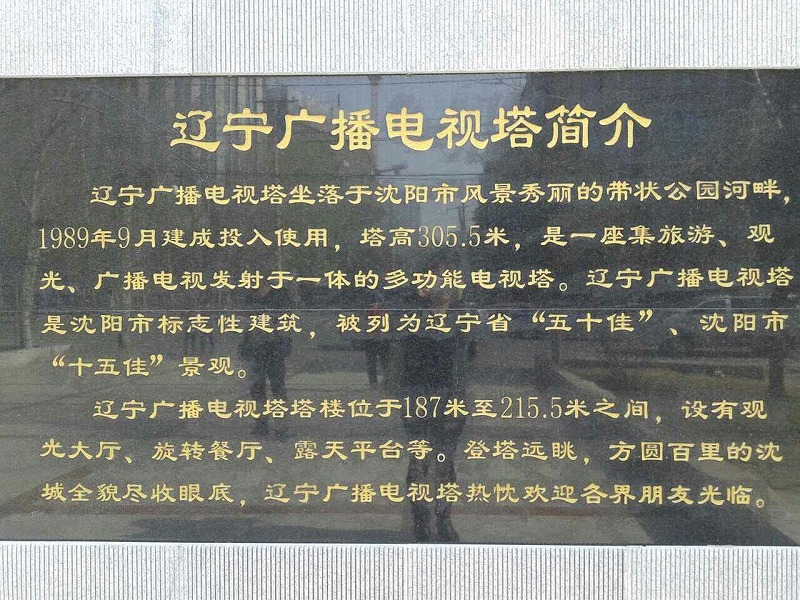 辽宁广播电视塔简介
辽宁广播电视塔坐落于沈阳市风景秀丽的带状公园河畔，
1989年9月建成投入使用，塔高305.5米，是一座集旅游、观
光、广播电视发射于一体的多功能电视塔。辽宁广播电视塔
是沈阳市标志性建筑，被列为辽宁省“五十佳”、沈阳市
“十五佳”景观。
辽宁广播电视塔塔楼位于187米至215.5米之间，设有观
光大厅、旋转餐厅、露天平台等。登塔远眺，方圆百里的沈
城全貌尽收眼底，辽宁广播电视塔热忱欢迎各界朋友光临。